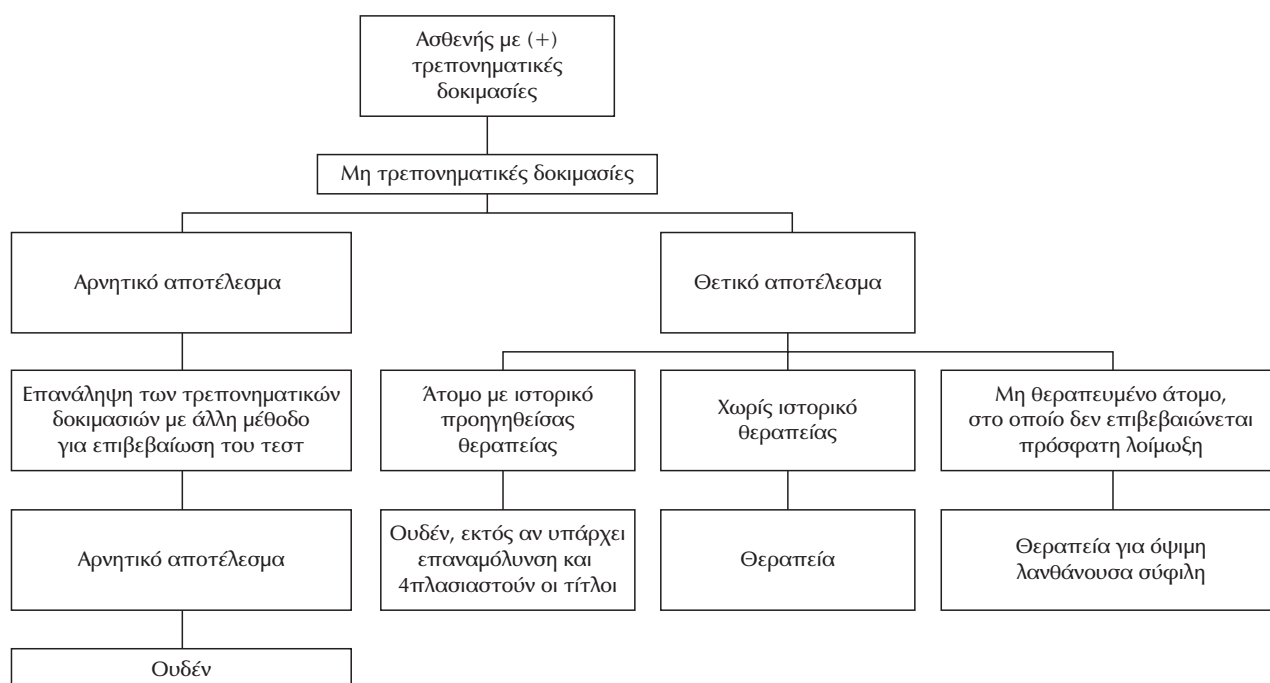 Ασθενής με (+)
τρεπονηματικές
δοκιμασίες
Μη τρεπονηματικές δοκιμασίες
Αρνητικό αποτέλεσμα
Θετικό αποτέλεσμα
Επανάληψη των τρεπονηματικών
δοκιμασιών με άλλη μέθοδο
για επιβεβαίωση του τεστ
Άτομο με ιστορικό
προηγηθείσας
θεραπείας
Χωρίς ιστορικό
θεραπείας
Μη θεραπευμένο άτομο,
στο οποίο δεν επιβεβαιώνεται
πρόσφατη λοίμωξη
Αρνητικό αποτέλεσμα
Ουδέν, εκτός αν υπάρχει
επαναμόλυνση και
4πλασιαστούν οι τίτλοι
Θεραπεία
Θεραπεία για όψιμη
λανθάνουσα σύφιλη
Ουδέν